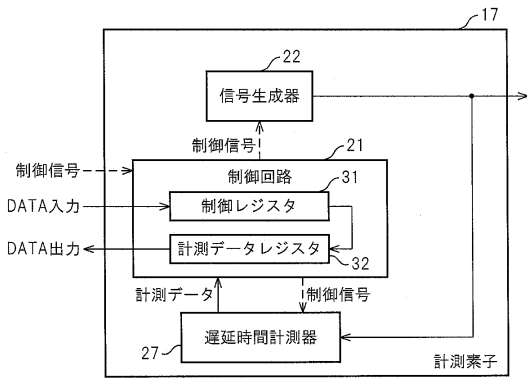 17
22
信号生成器
制御信号
21
制御信号
制御回路
31
DATA入力
制御レジスタ
DATA出力
計測データレジスタ
32
計測データ
制御信号
遅延時間計測器
27
計測素子